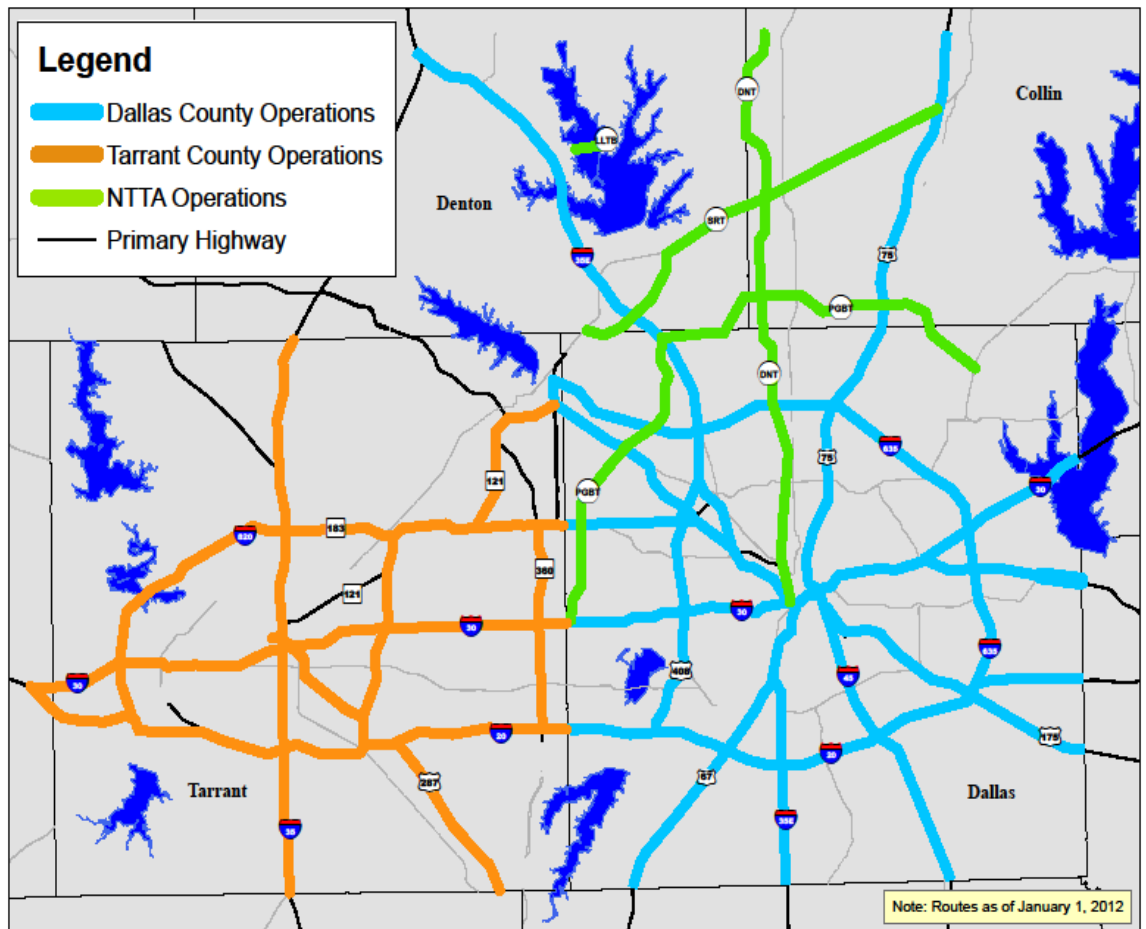 Legend
Dallas County Operations
Tarrant County Operations
NTTA Operations
Primary Highway
DNT
Collin
LLTB
Denton
SRT
35E
75
PGBT
DNT
75
635
121
PGBT
30
183
820
360
121
30
30
635
408
30
45
20
175
20
287
67
Tarrant
Dallas
35
35E
Note: Routes as of January 1, 2012